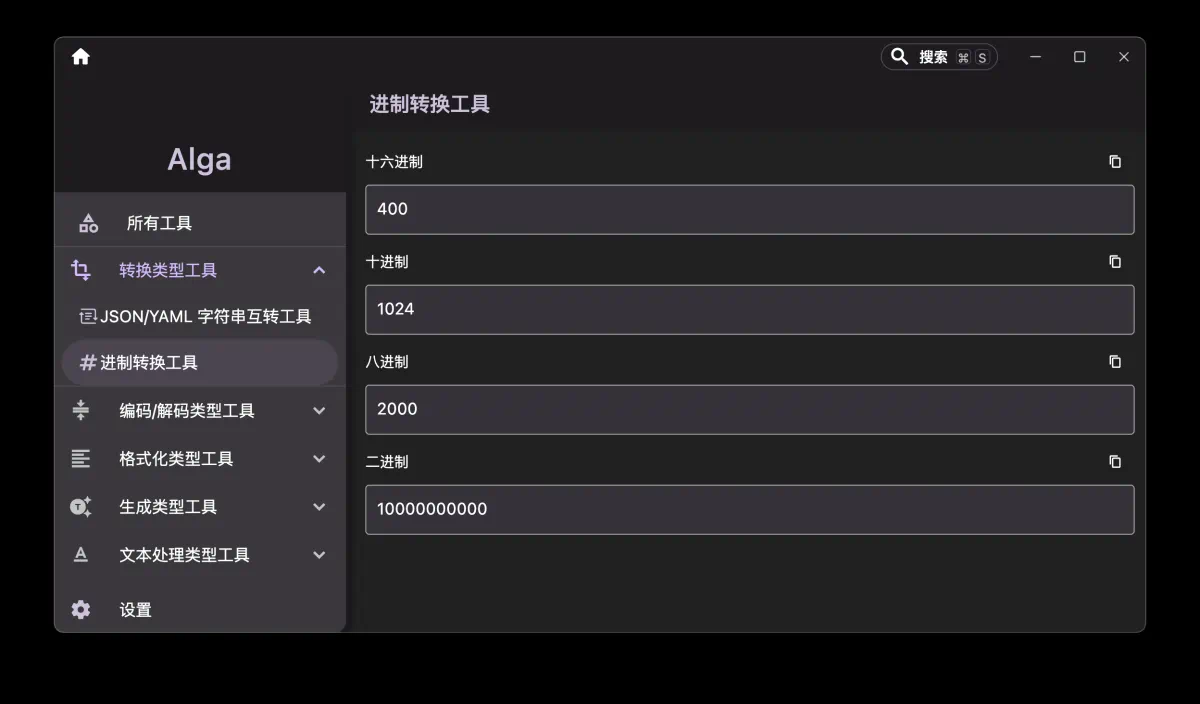 搜索 ⌘ S
Alga
所有工具
转换类型工具
JSON/YAML 字符串互转工具
进制转换工具
编码/解码类型工具
格式化类型工具
生成类型工具
文本处理类型工具
设置
进制转换工具
十六进制
400
十进制
1024
八进制
2000
二进制
10000000000